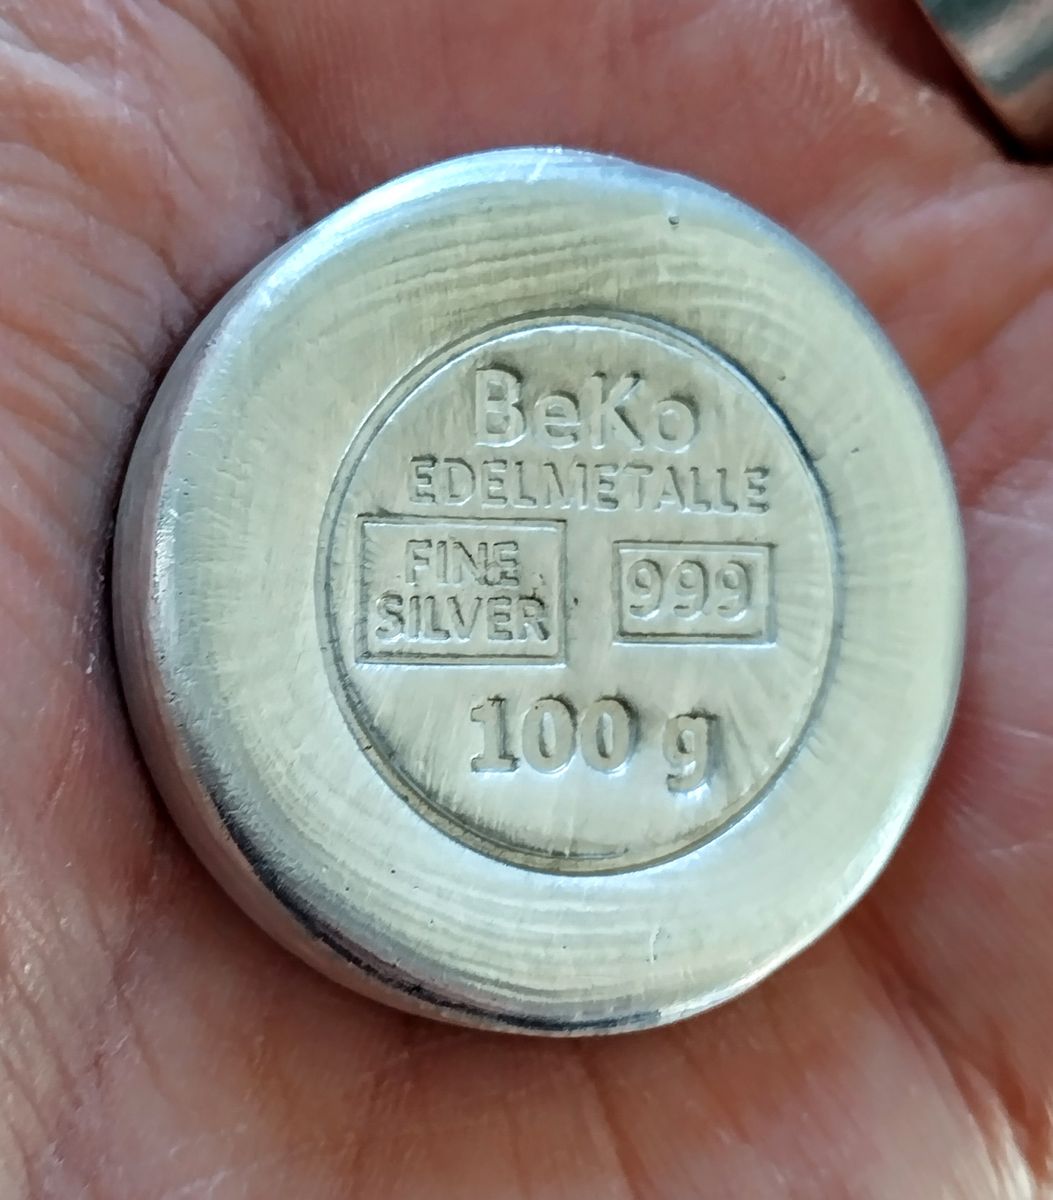 BeKo
EDELMETALLE
FINE
SILVER
999
100 g